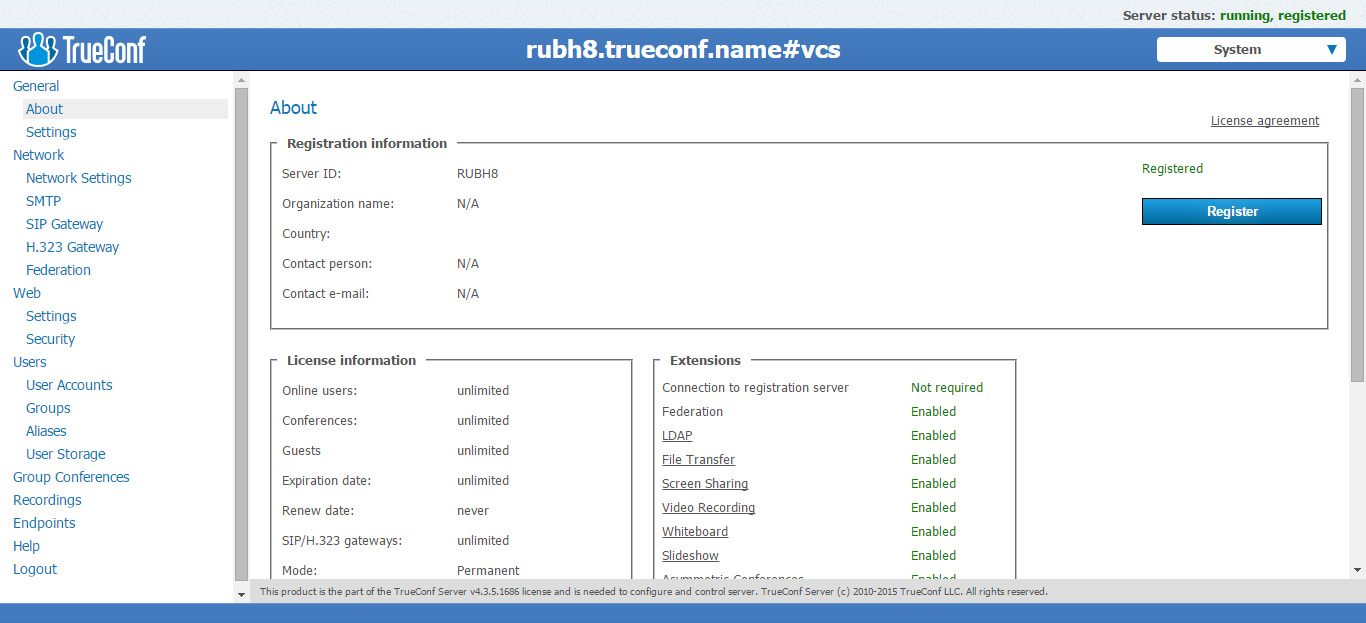 Server status: running, registered
TrueConf
rubh8.trueconf.name#vcs
System
General
About
Settings
Network
Network Settings
SMTP
SIP Gateway
H.323 Gateway
Federation
Web
Settings
Security
Users
User Accounts
Groups
Aliases
User Storage
Group Conferences
Recordings
Endpoints
Help
Logout
About
License agreement
Registration information
Server ID: RUBH8
Registered
Organization name: N/A
Register
Country:
Contact person: N/A
Contact e-mail: N/A
License information
Online users: unlimited
Conferences: unlimited
Guests unlimited
Expiration date: unlimited
Renew date: never
SIP/H.323 gateways: unlimited
Mode: Permanent
Extensions
Connection to registration server Not required
Federation Enabled
LDAP Enabled
File Transfer Enabled
Screen Sharing Enabled
Video Recording Enabled
Whiteboard Enabled
Slideshow Enabled
Asymmetric Conferences Enabled
This product is the part of the TrueConf Server v4.3.5.1686 license and is needed to configure and control server. TrueConf Server (c) 2010-2015 TrueConf LLC. All rights reserved.